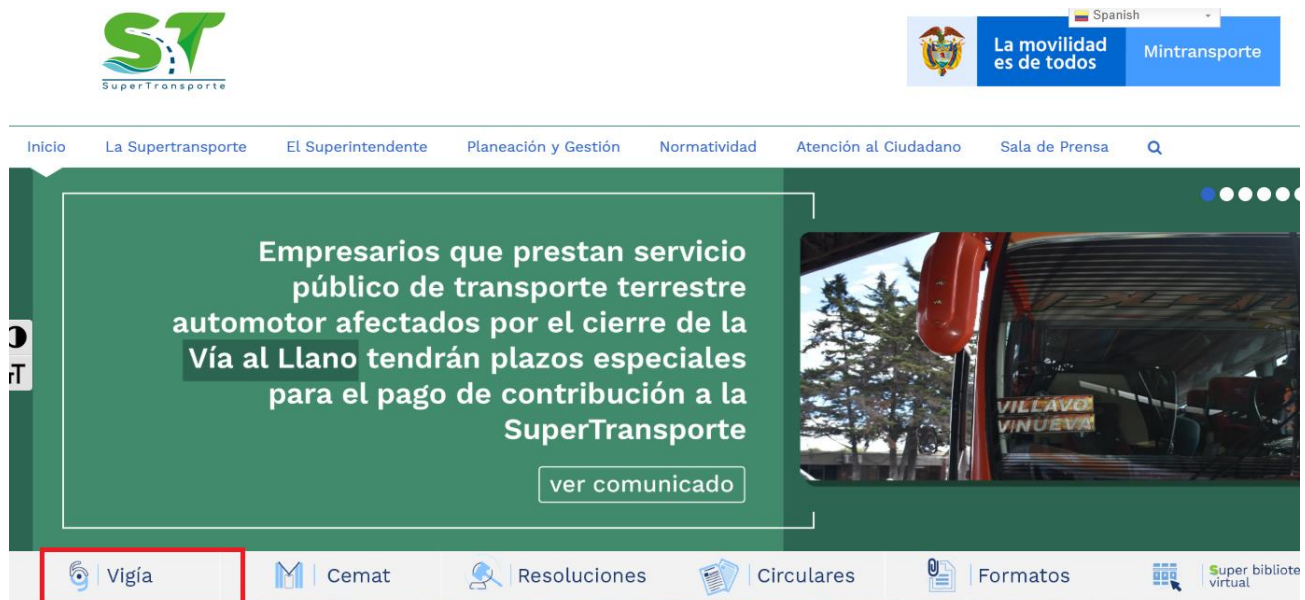 Spanish
ST
SuperTransporte
La movilidad
es de todos
Mintransporte
Inicio La Supertransporte El Superintendente Planeación y Gestión Normatividad Atención al Ciudadano Sala de Prensa
Empresarios que prestan servicio
público de transporte terrestre
automotor afectados por el cierre de la
Vía al Llano tendrán plazos especiales
para el pago de contribución a la
SuperTransporte
ver comunicado
VILLAVO
VINUEVA
Vigía Cemat Resoluciones Circulares Formatos Super bibliote
virtual